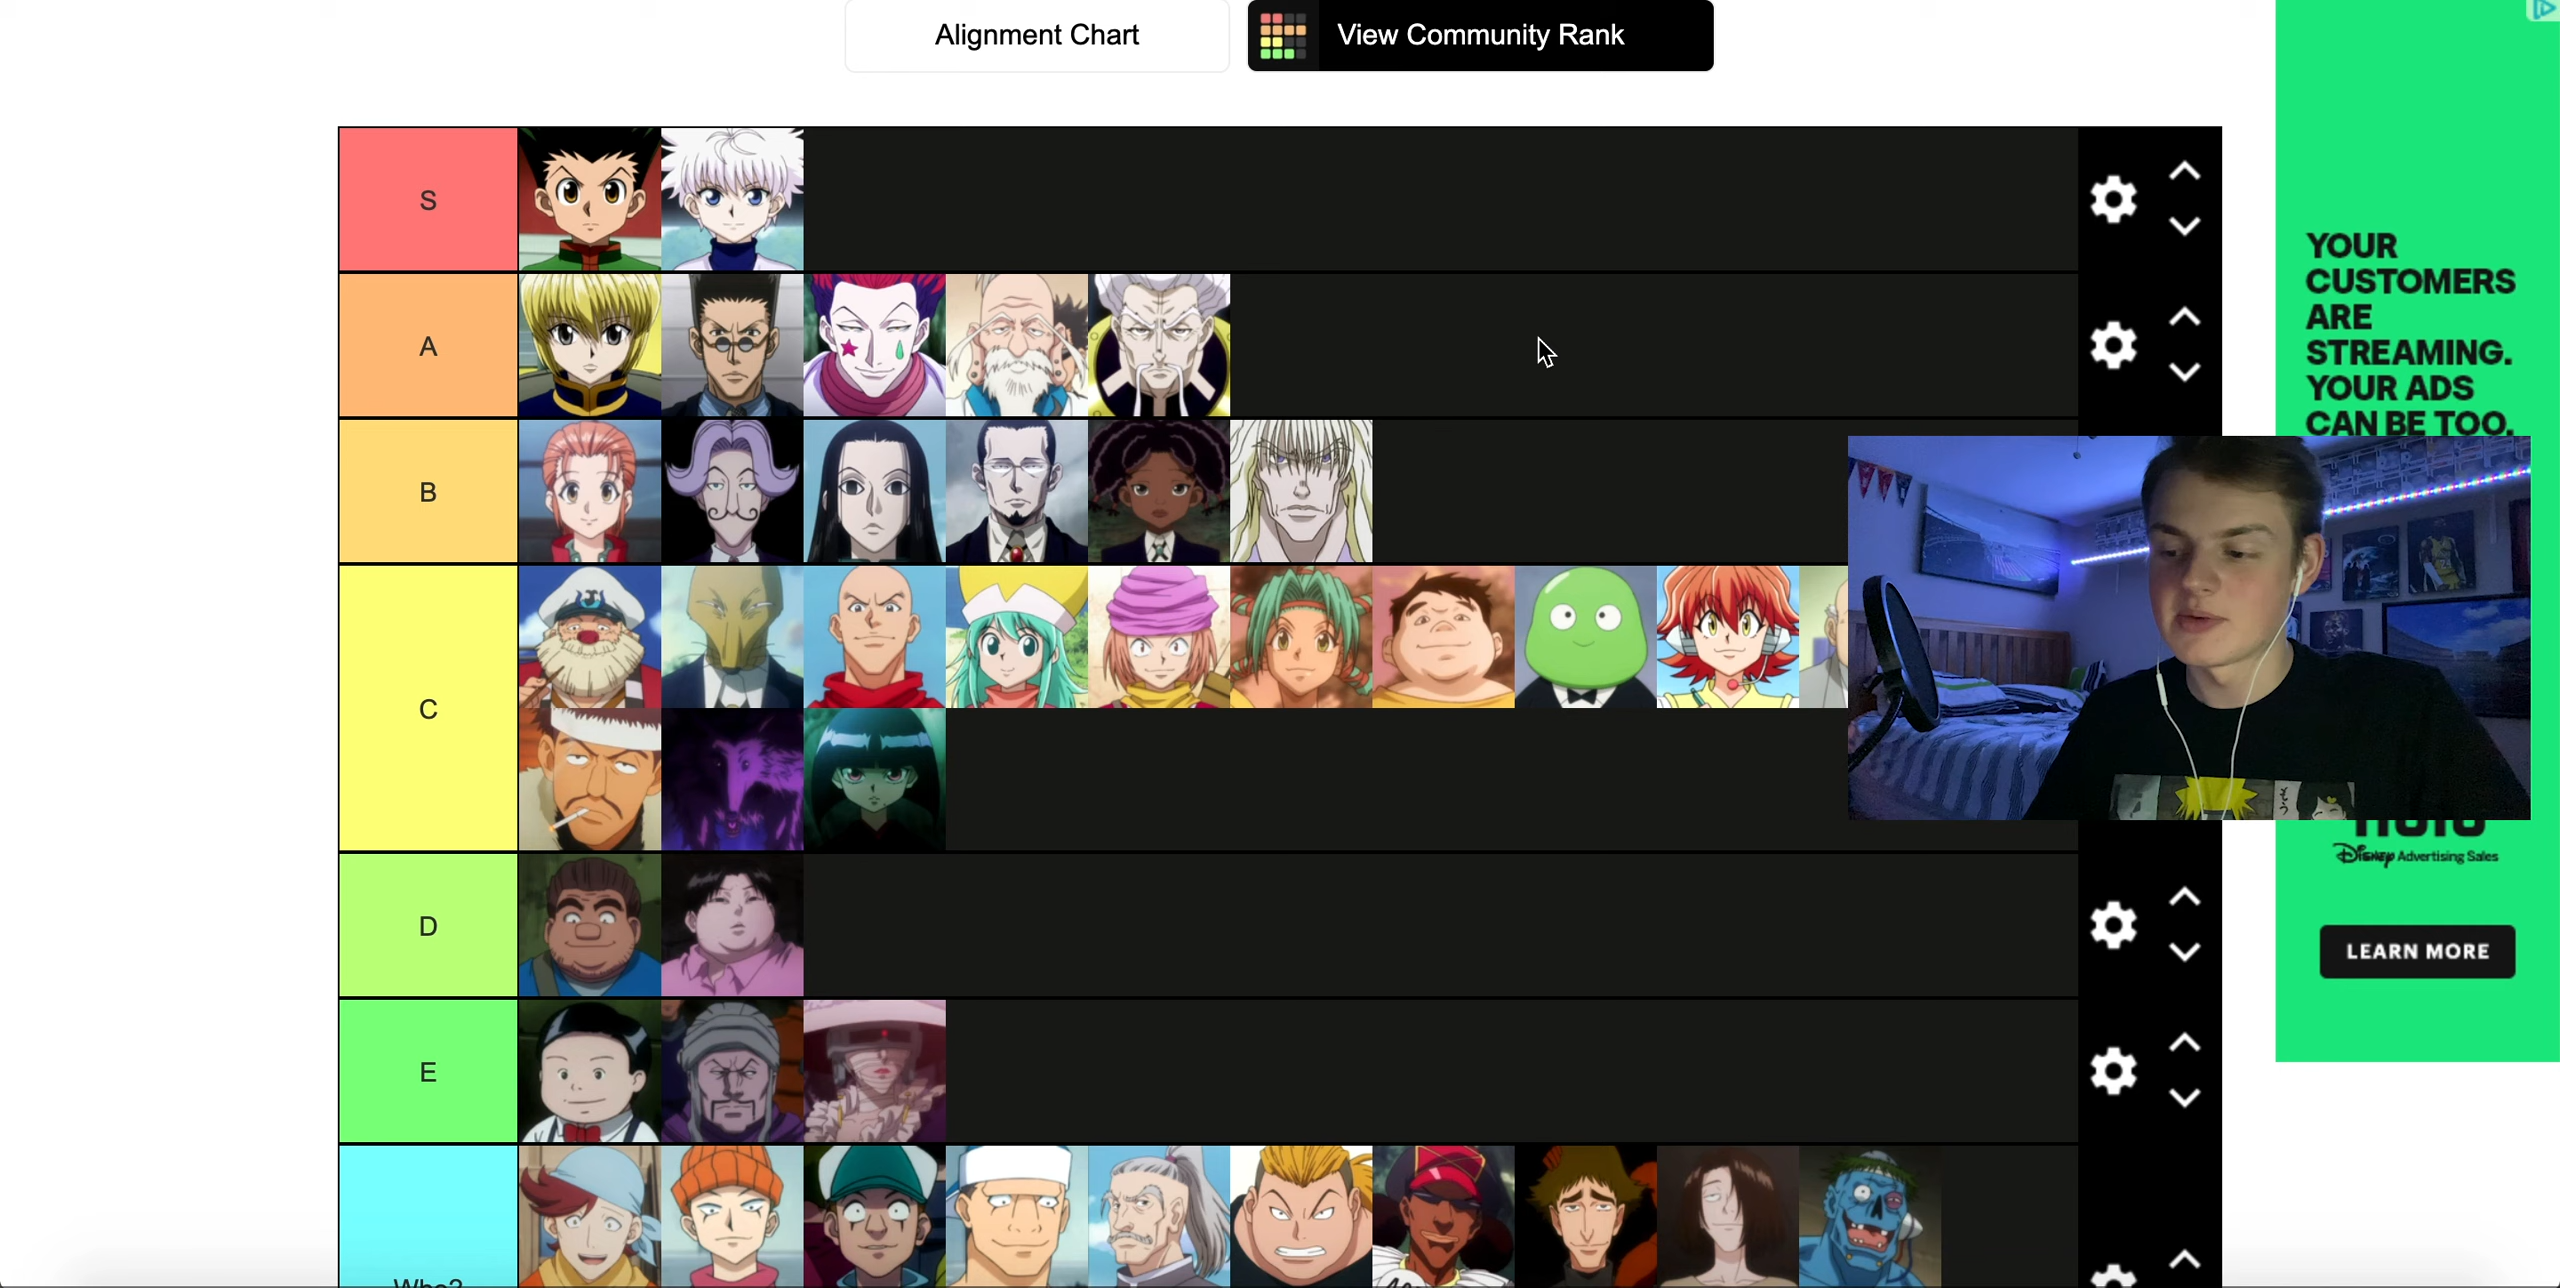 Alignment Chart
View Community Rank
S
A
B
C
D
E
YOUR
CUSTOMERS
ARE
STREAMING.
YOUR ADS
CAN BE TOO.
Disney Advertising Sales
LEARN MORE